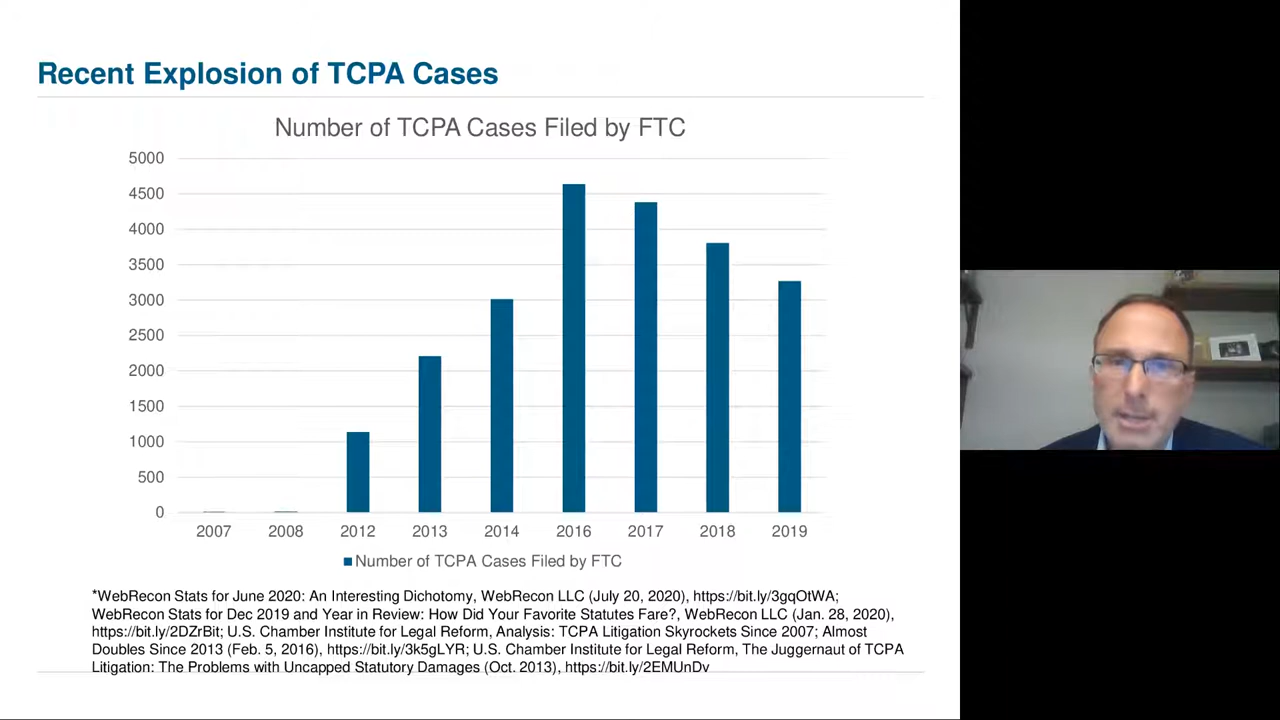 Recent Explosion of TCPA Cases
Number of TCPA Cases Filed by FTC
5000
4500
4000
3500
3000
2500
2000
1500
1000
500
0
2007 2008 2012 2013 2014 2016 2017 2018 2019
Number of TCPA Cases Filed by FTC
*WebRecon Stats for June 2020: An Interesting Dichotomy, WebRecon LLC (July 20, 2020), https://bit.ly/3gqOtWA;
WebRecon Stats for Dec 2019 and Year in Review: How Did Your Favorite Statutes Fare?, WebRecon LLC (Jan. 28, 2020),
https://bit.ly/2DZrBit; U.S. Chamber Institute for Legal Reform, Analysis: TCPA Litigation Skyrockets Since 2007; Almost
Doubles Since 2013 (Feb. 5, 2016), https://bit.ly/3k5gLYR; U.S. Chamber Institute for Legal Reform, The Juggernaut of TCPA
Litigation: The Problems with Uncapped Statutory Damages (Oct. 2013), https://bit.ly/2EMUnDv